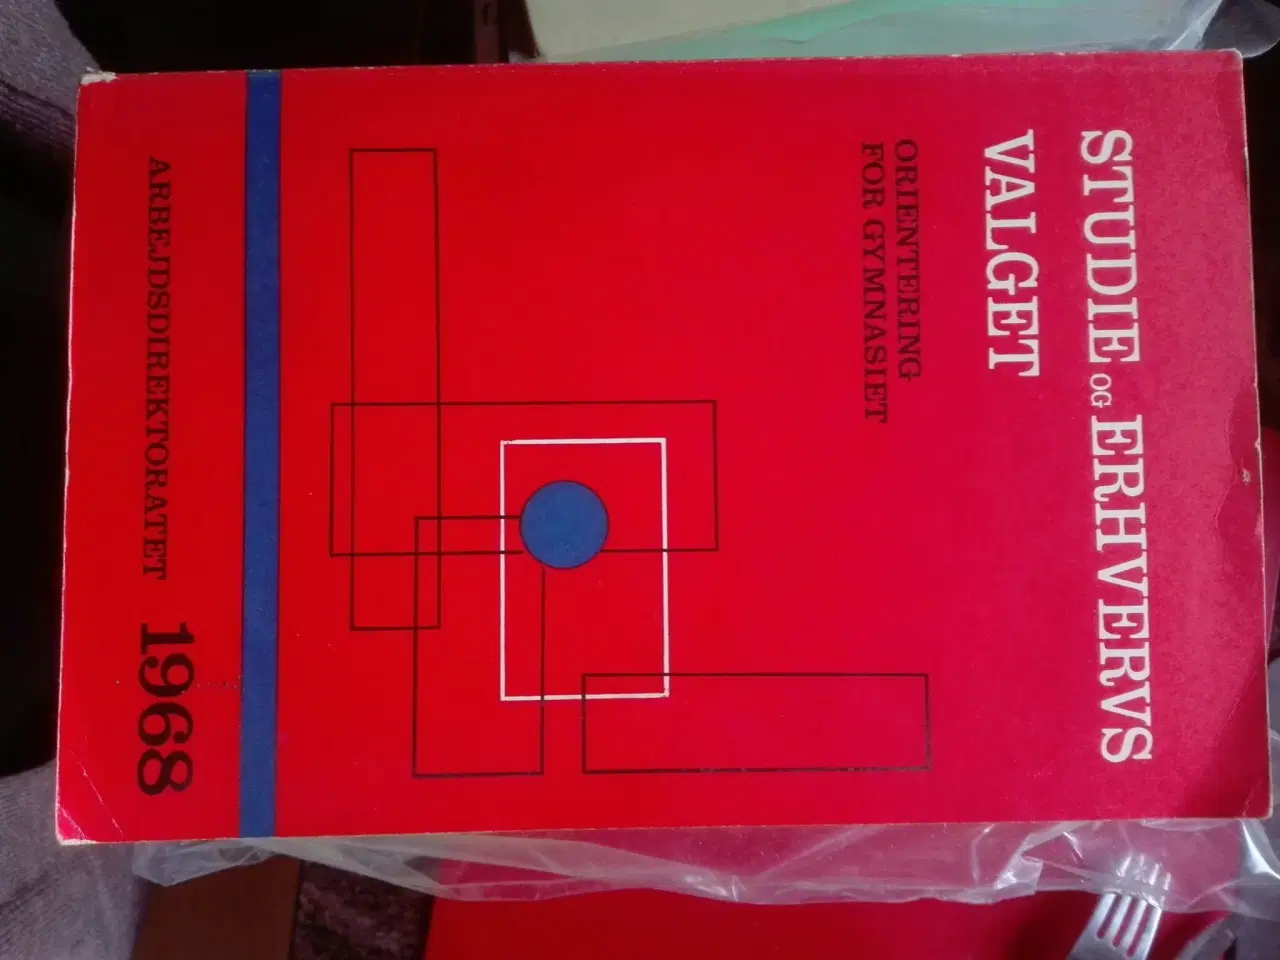 STUDIE OG ERHVERVS
VALGET
ORIENTERING
FOR GYMNASIET
ARBEJDSDIREKTORATET 1968